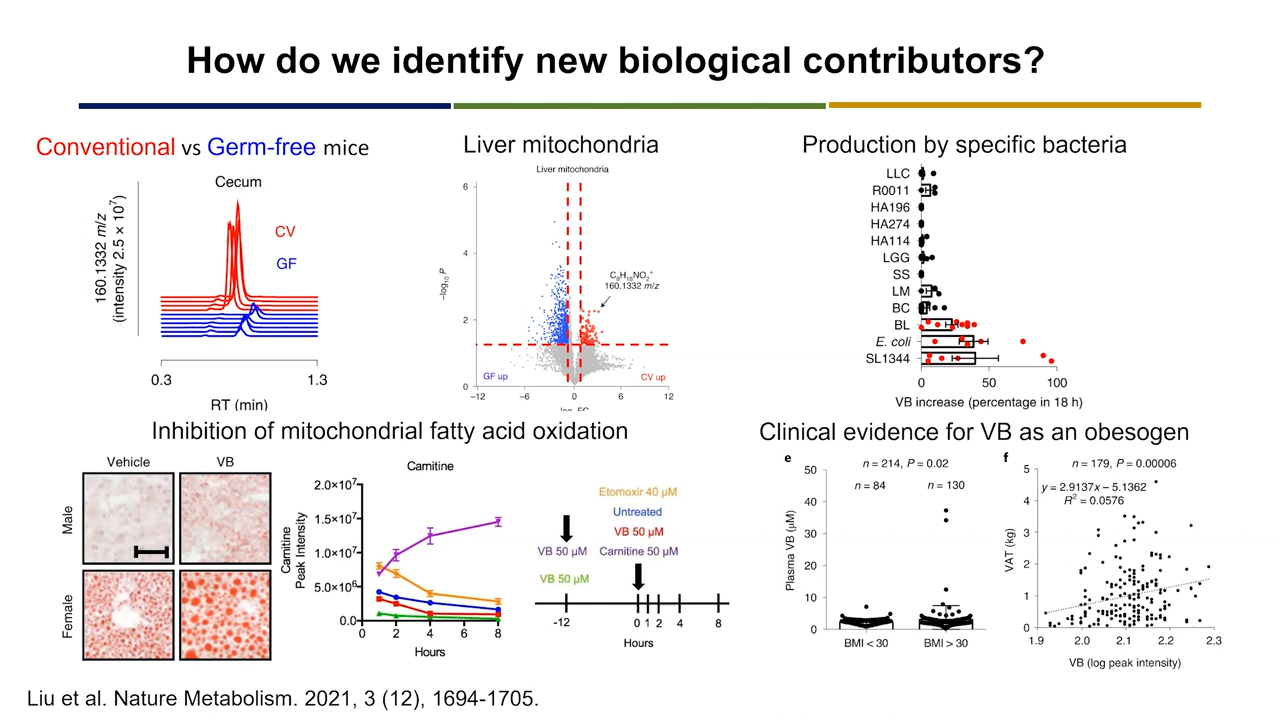 How do we identify new biological contributors?
Conventional vs Germ-free mice
Cecum
160.1332 m/z
(intensity 2.5 × 10⁷)
CV
GF
0.3
1.3
RT (min)
Liver mitochondria
Liver mitochondria
−log₁₀ P
6
4
2
0
C₈H₁₈NO₂⁺
160.1332 m/z
GF up
CV up
−12
−6
0
6
12
Production by specific bacteria
LLC
R0011
HA196
HA274
HA114
LGG
SS
LM
BC
BL
E. coli
SL1344
0
50
100
VB increase (percentage in 18 h)
Inhibition of mitochondrial fatty acid oxidation
Vehicle
VB
Male
Female
Carnitine
Carnitine
Peak Intensity
2.0×10⁷
1.5×10⁷
1.0×10⁷
5.0×10⁶
0.0
0
2
4
6
8
Hours
Etomoxir 40 µM
Untreated
VB 50 µM
VB 50 µM
Carnitine 50 µM
VB 50 µM
-12
0
1
2
4
8
Hours
Clinical evidence for VB as an obesogen
e
n = 214, P = 0.02
n = 84
n = 130
Plasma VB (µM)
50
40
30
20
10
0
BMI < 30
BMI > 30
f
n = 179, P = 0.00006
y = 2.9137x – 5.1362
R² = 0.0576
VAT (kg)
5
4
3
2
1
0
1.9
2.0
2.1
2.2
2.3
VB (log peak intensity)
Liu et al. Nature Metabolism. 2021, 3 (12), 1694-1705.